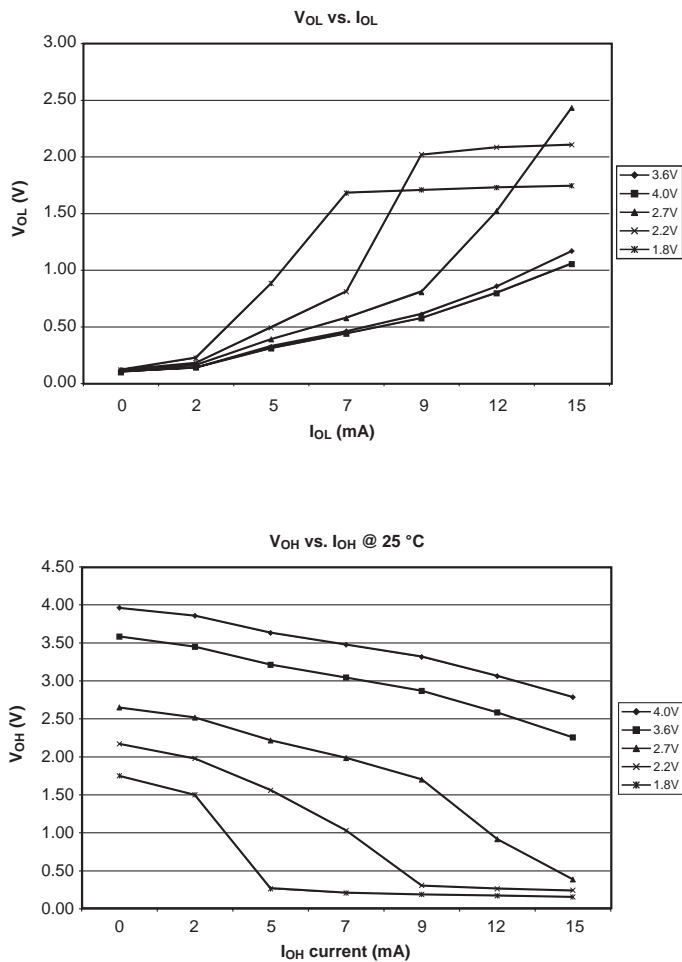 VOL vs. IOL
3.00
2.50
2.00
1.50
1.00
0.50
0.00
VOL (V)
0 2 5 7 9 12 15
IOL (mA)
3.6V
4.0V
2.7V
2.2V
1.8V
VOH vs. IOH @ 25 °C
4.50
4.00
3.50
3.00
2.50
2.00
1.50
1.00
0.50
0.00
VOH (V)
0 2 5 7 9 12 15
IOH current (mA)
4.0V
3.6V
2.7V
2.2V
1.8V